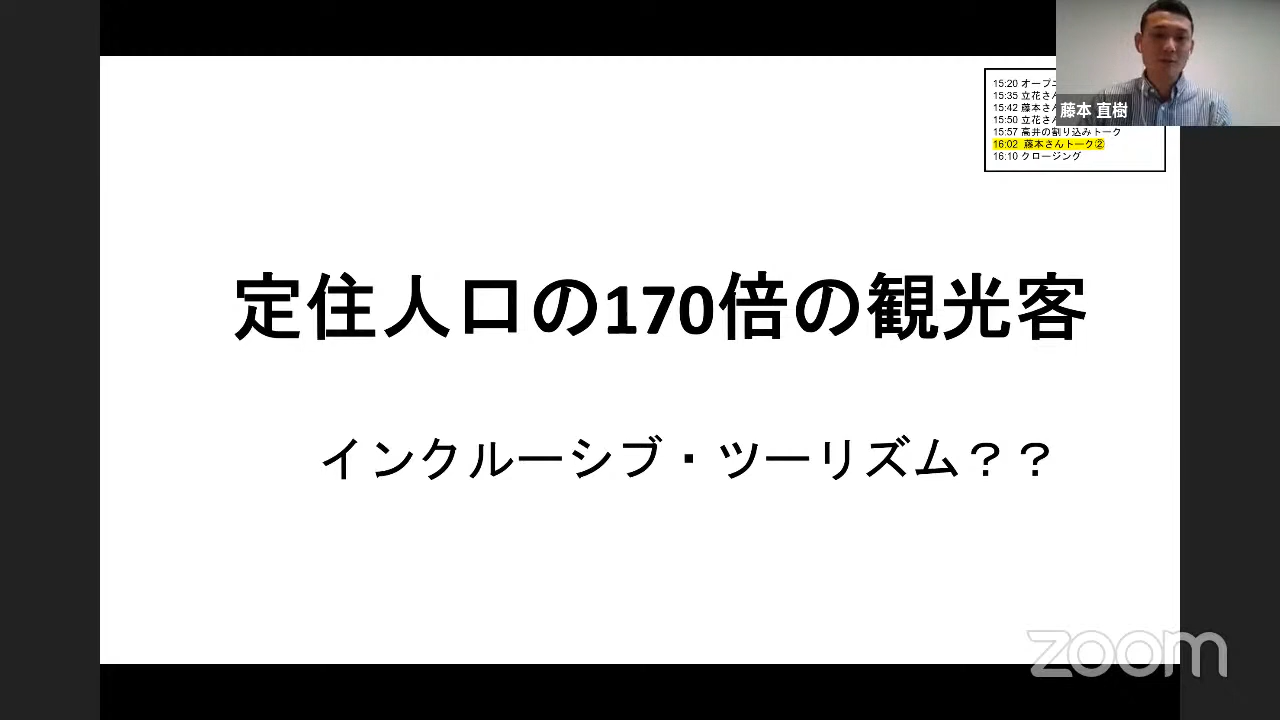 15:20 オープ
15:35 立花さん
15:42 藤本さん
15:50 立花さん
15:57 高井の割り込みトーク
16:02 藤本さんトーク②
16:10 クロージング
藤本 直樹
定住人口の170倍の観光客
インクルーシブ・ツーリズム？？
zoom